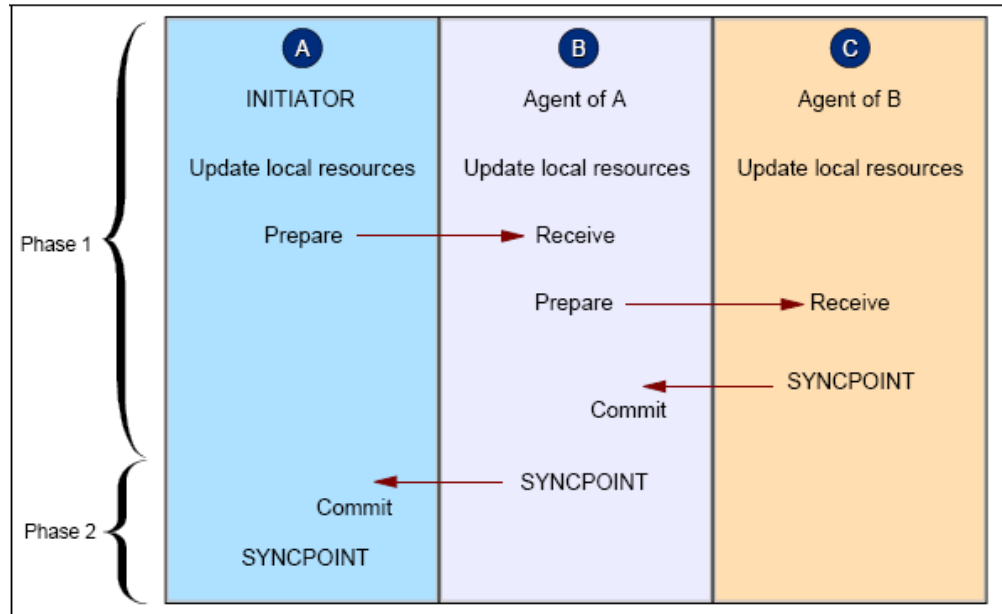 A
B
C
INITIATOR
Agent of A
Agent of B
Update local resources
Update local resources
Update local resources
Phase 1
Prepare
Receive
Prepare
Receive
SYNCPOINT
Commit
SYNCPOINT
Commit
Phase 2
SYNCPOINT